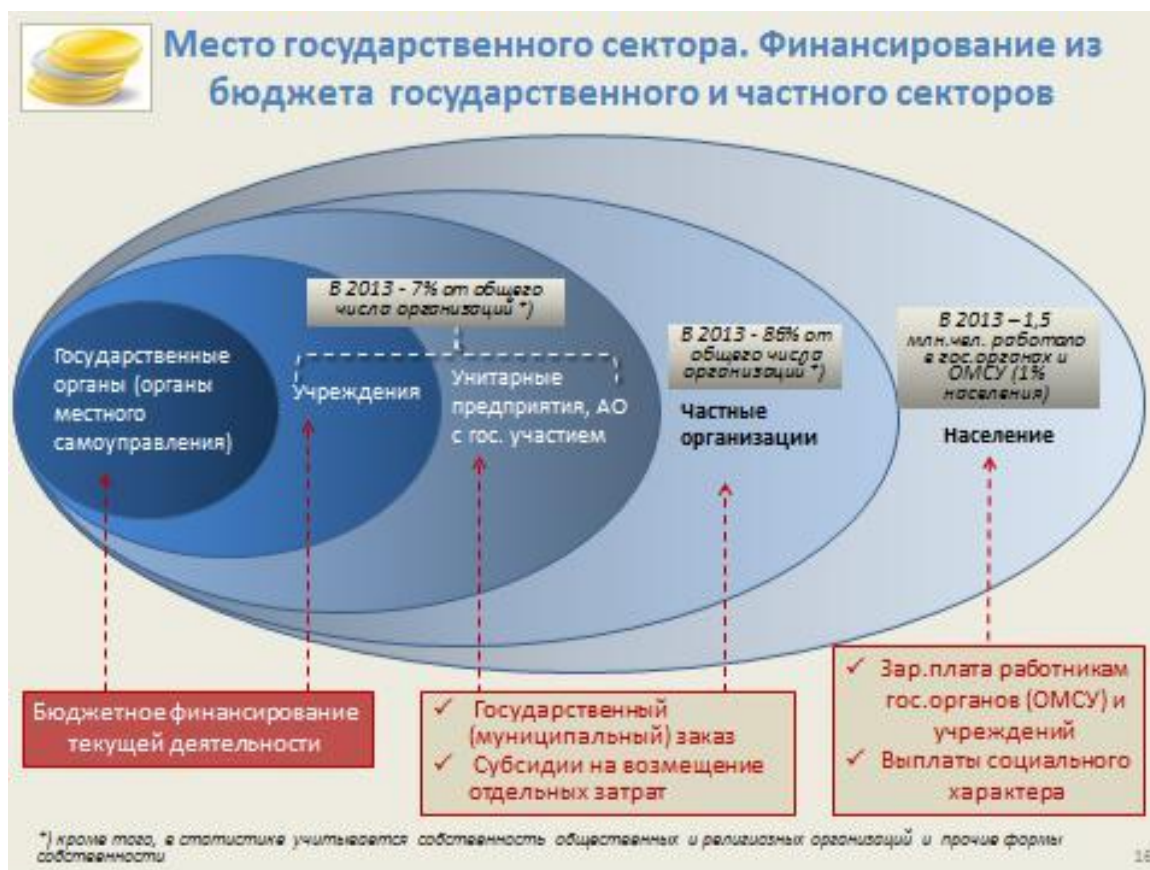 Место государственного сектора. Финансирование из
бюджета государственного и частного секторов
В 2013 - 7% от общего
числа организаций *)
Государственные
органы (органы
местного
самоуправления)
Учреждения
Унитарные
предприятия, АО
с гос. участием
В 2013 - 86% от
общего числа
организаций *)
Частные
организации
В 2013 – 1,5
млн.чел. работало
в гос.органах и
ОМСУ (1%
населения)
Население
Бюджетное финансирование
текущей деятельности
✓ Государственный
(муниципальный) заказ
✓ Субсидии на возмещение
отдельных затрат
✓ Зар.плата работникам
гос.органов (ОМСУ) и
учреждений
✓ Выплаты социального
характера
*) кроме того, в статистике учитывается собственность общественных и религиозных организаций и прочие формы
собственности
16